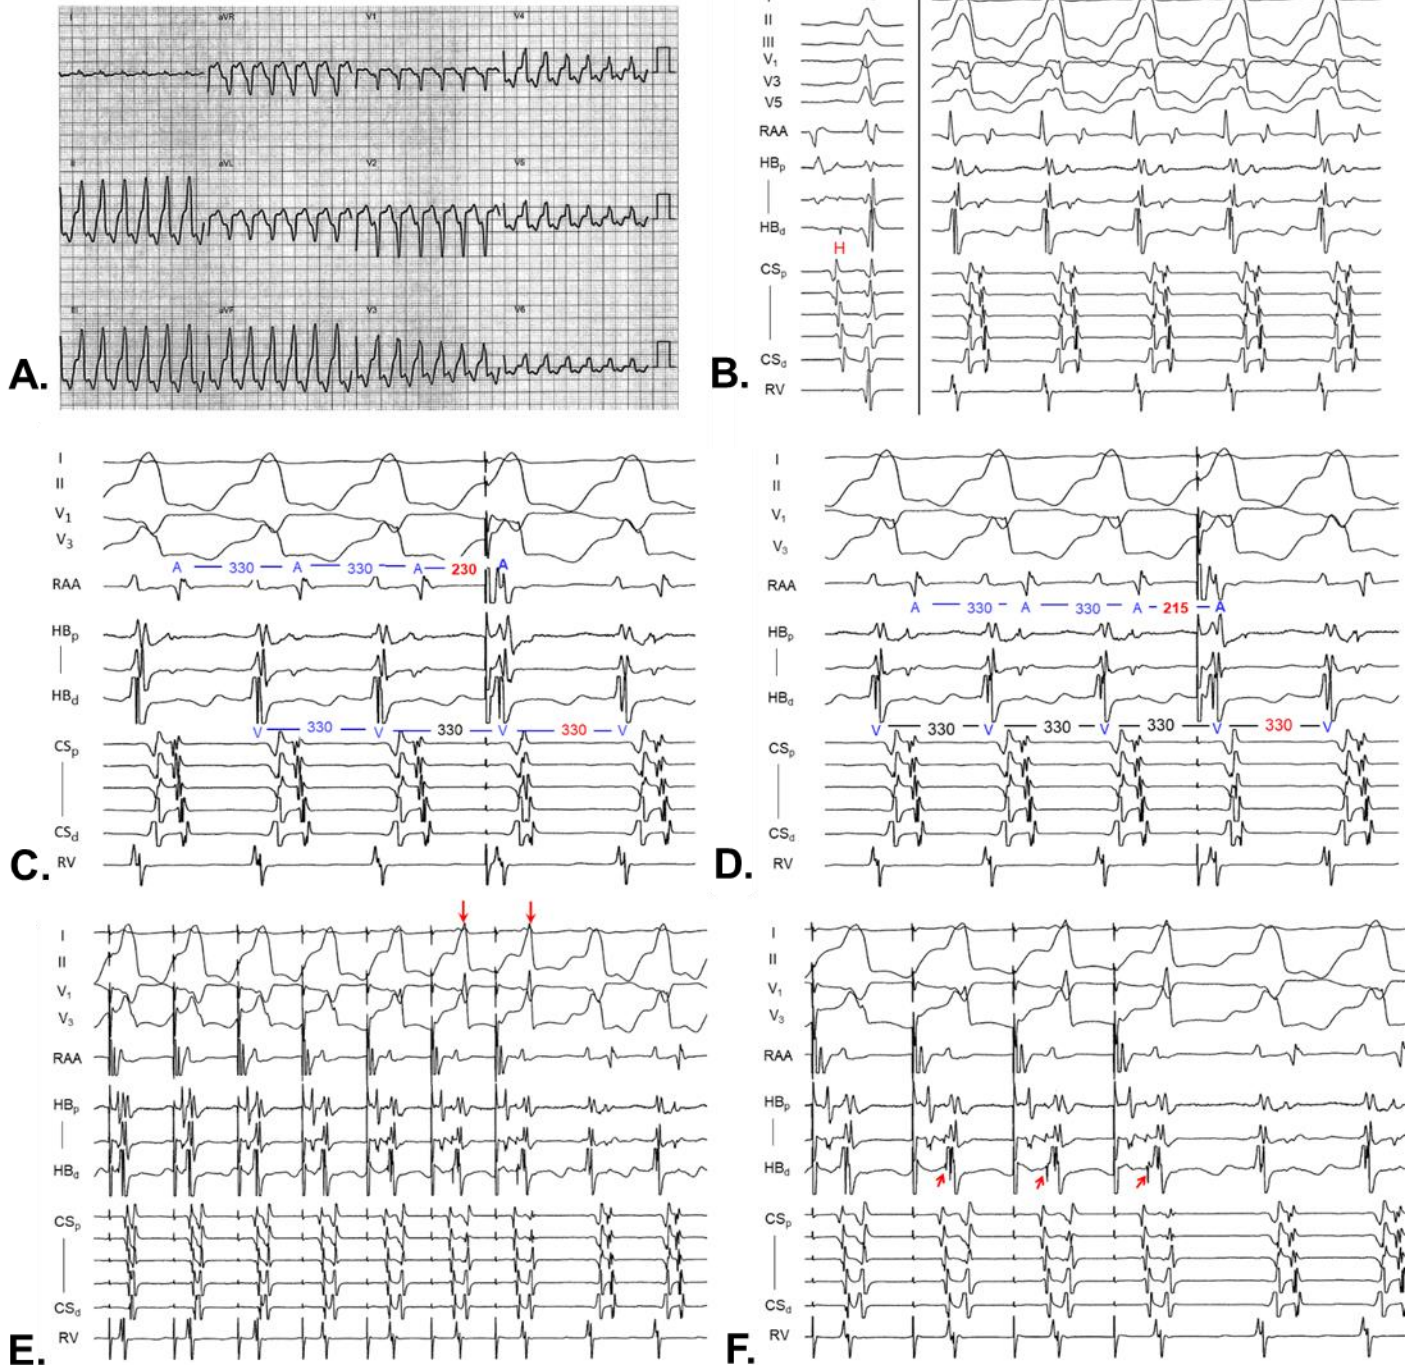 I
aVR
V1
V4
II
aVL
V2
V5
III
aVF
V3
V6
A.
II
III
V1
V3
V5
RAA
HBp
HBd
H
CSp
CSd
RV
B.
I
II
V1
V3
A 330 A 330 A 230 A
RAA
HBp
HBd
V 330 V 330 V 330 V
CSp
CSd
RV
C.
I
II
V1
V3
RAA
A 330 A 330 A 215 A
HBp
HBd
V 330 V 330 V 330 V 330 V
CSp
CSd
RV
D.
I
II
V1
V3
RAA
HBp
HBd
CSp
CSd
RV
E.
I
II
V1
V3
RAA
HBp
HBd
CSp
CSd
RV
F.